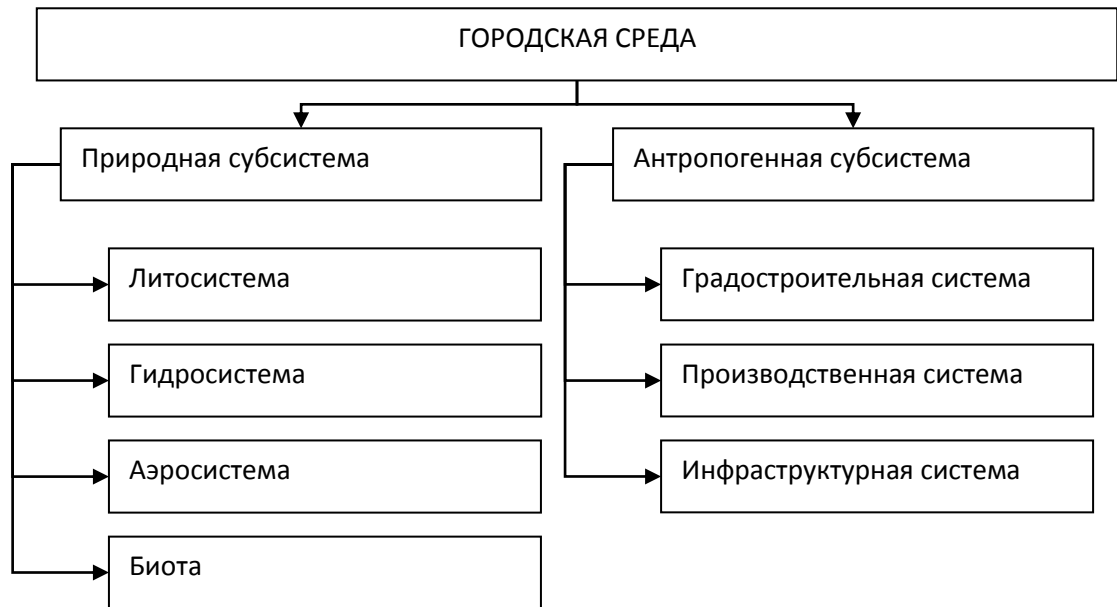 ГОРОДСКАЯ СРЕДА
Природная субсистема
Литосистема
Гидросистема
Аэросистема
Биота
Антропогенная субсистема
Градостроительная система
Производственная система
Инфраструктурная система